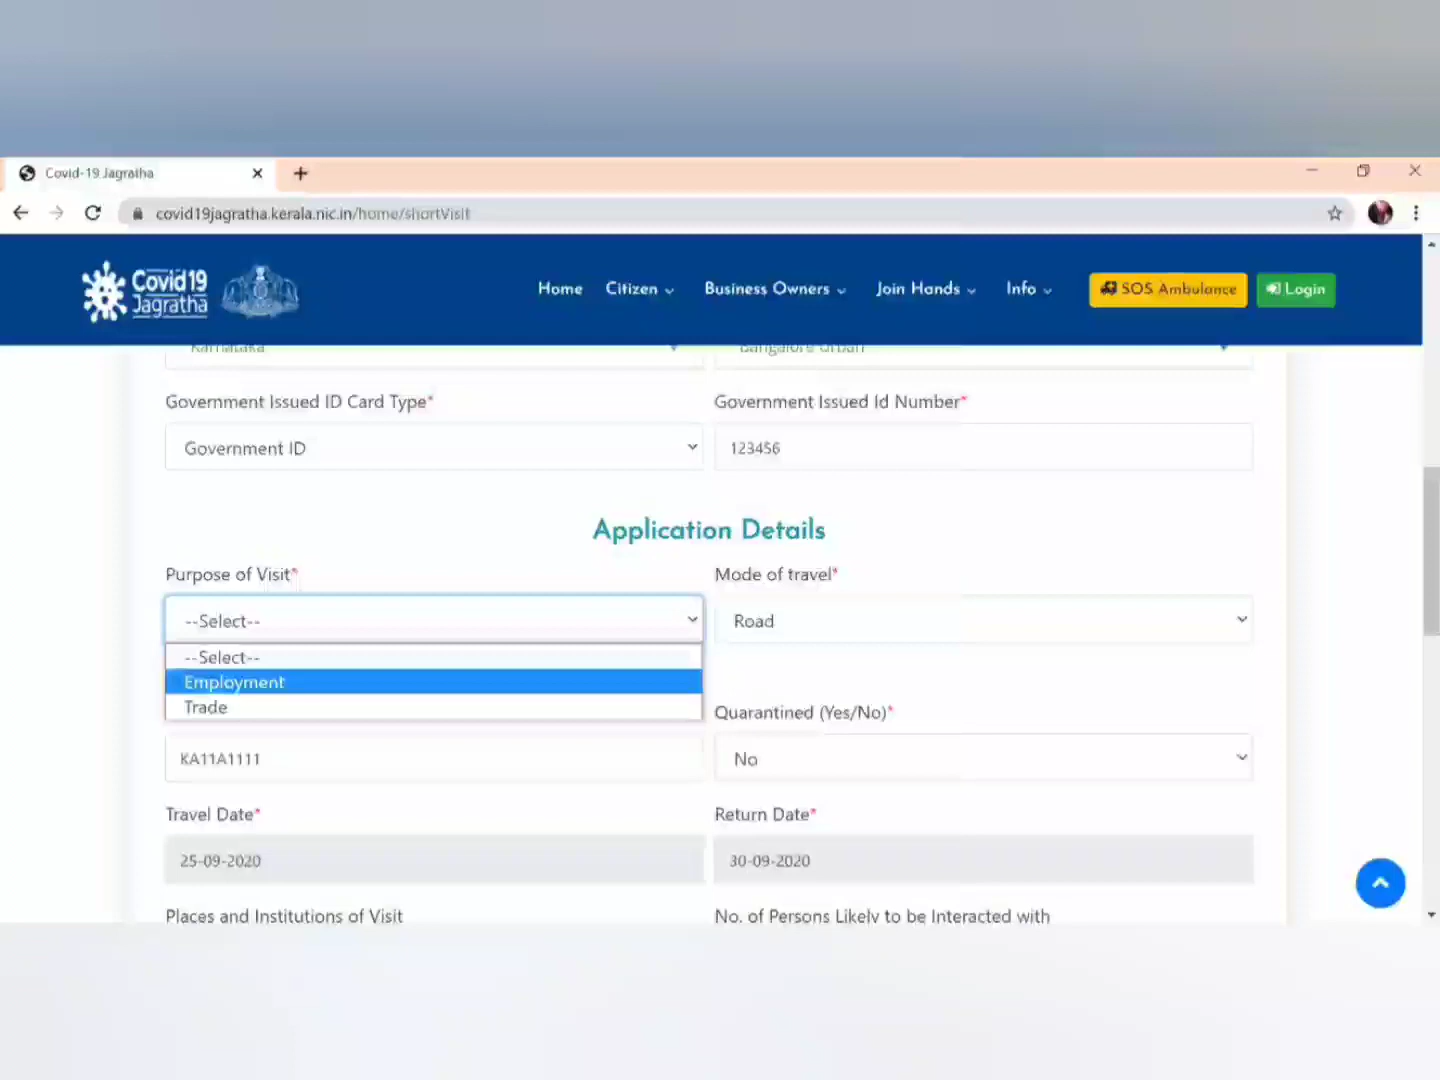 Covid-19 Jagratha
covid19jagratha.kerala.nic.in/home/shortVisit
Covid19
Jagratha
Home Citizen Business Owners Join Hands Info SOS Ambulance Login
Karnataka Bangalore Urban
Government Issued ID Card Type* Government Issued Id Number*
Government ID 123456
Application Details
Purpose of Visit* Mode of travel*
--Select-- Road
--Select--
Employment
Trade
Quarantined (Yes/No)*
KA11A1111 No
Travel Date* Return Date*
25-09-2020 30-09-2020
Places and Institutions of Visit No. of Persons Likely to be Interacted with